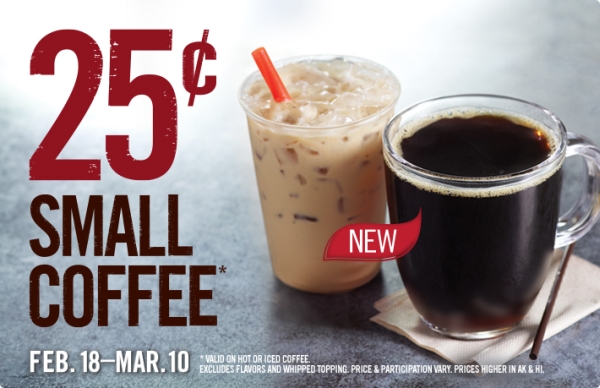 25¢
SMALL
COFFEE*
NEW
FEB. 18–MAR. 10
* VALID ON HOT OR ICED COFFEE.
EXCLUDES FLAVORS AND WHIPPED TOPPING. PRICE & PARTICIPATION VARY. PRICES HIGHER IN AK & HI.